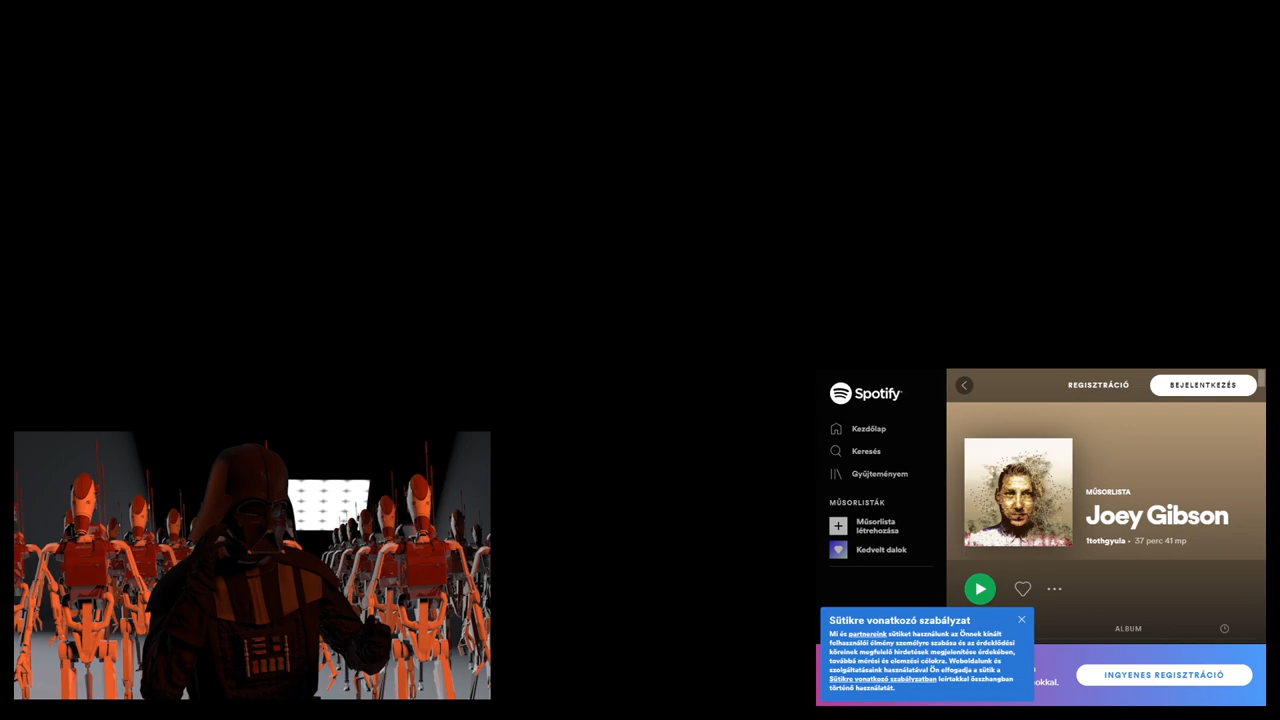 Spotify
Kezdőlap
Keresés
Gyűjteményem
MŰSORLISTÁK
Műsorlista
létrehozása
Kedvelt dalok
REGISZTRÁCIÓ
BEJELENTKEZÉS
MŰSORLISTA
Joey Gibson
1tothgyula - 37 perc 41 mp
ALBUM
Sütikre vonatkozó szabályzat
Mi és partnereink sütiket használunk az Önnek kínált
felhasználói élmény személyre szabása és az érdeklődési
köreinek megfelelő hirdetések megjelenítése érdekében,
továbbá mérési és elemzési célokra. Weboldalunk és
szolgáltatásaink használatával Ön elfogadja a sütik a
Sütikre vonatkozó szabályzatban leírtakkal összhangban
történő használatát.
okkal.
INGYENES REGISZTRÁCIÓ